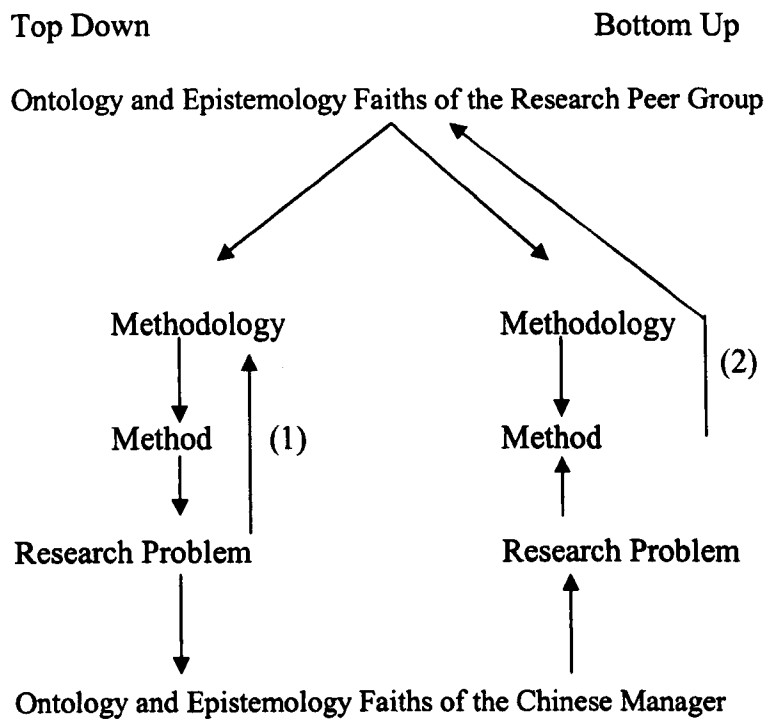 Top Down Bottom Up
Ontology and Epistemology Faiths of the Research Peer Group
Methodology Methodology
(2)
Method (1) Method
Research Problem Research Problem
Ontology and Epistemology Faiths of the Chinese Manager